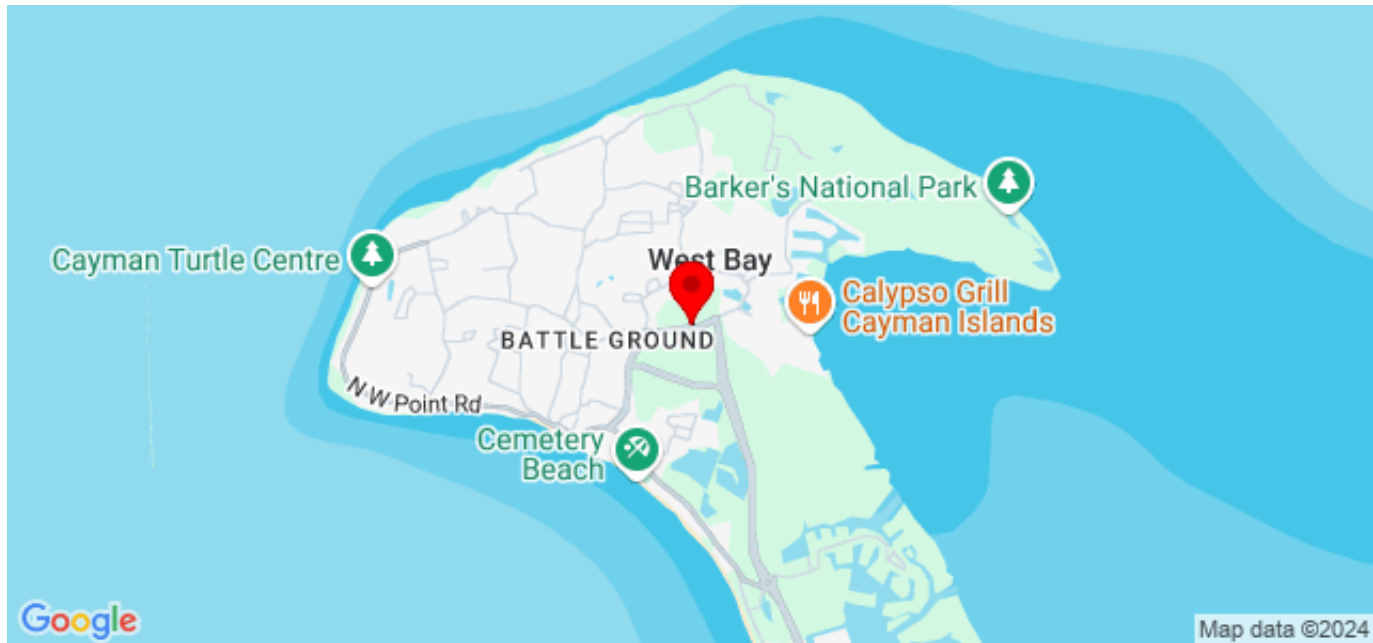 Barker's National Park
Cayman Turtle Centre
West Bay
Calypso Grill
Cayman Islands
BATTLE GROUND
N W Point Rd
Cemetery
Beach
Google
Map data ©2024